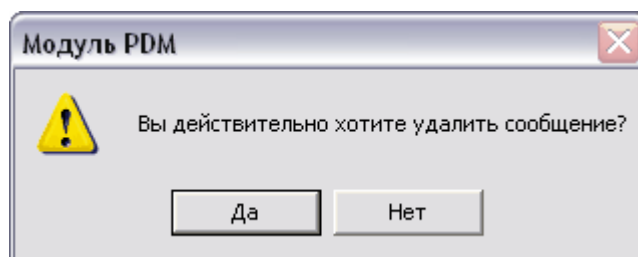 Модуль PDM
Вы действительно хотите удалить сообщение?
Да
Нет